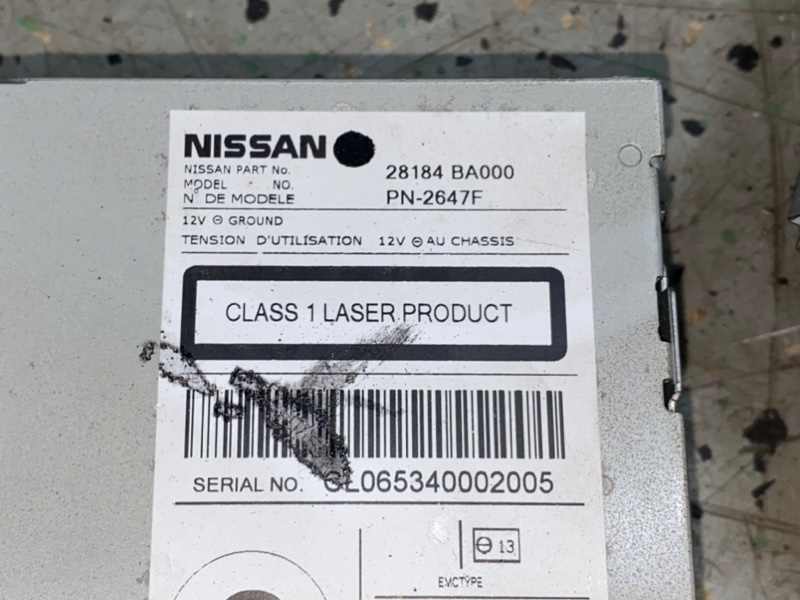 NISSAN
NISSAN PART No. 28184 BA000
MODEL NO.
N° DE MODELE PN-2647F
12V ⊖ GROUND
TENSION D'UTILISATION 12V ⊖ AU CHASSIS
CLASS 1 LASER PRODUCT
SERIAL NO.
13
EMCTYPE